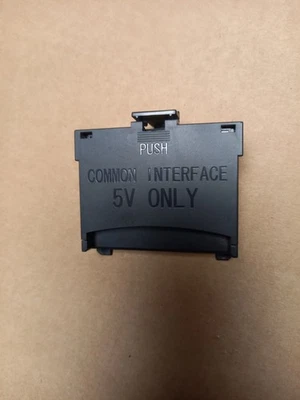 PUSH
COMMON INTERFACE
5V ONLY